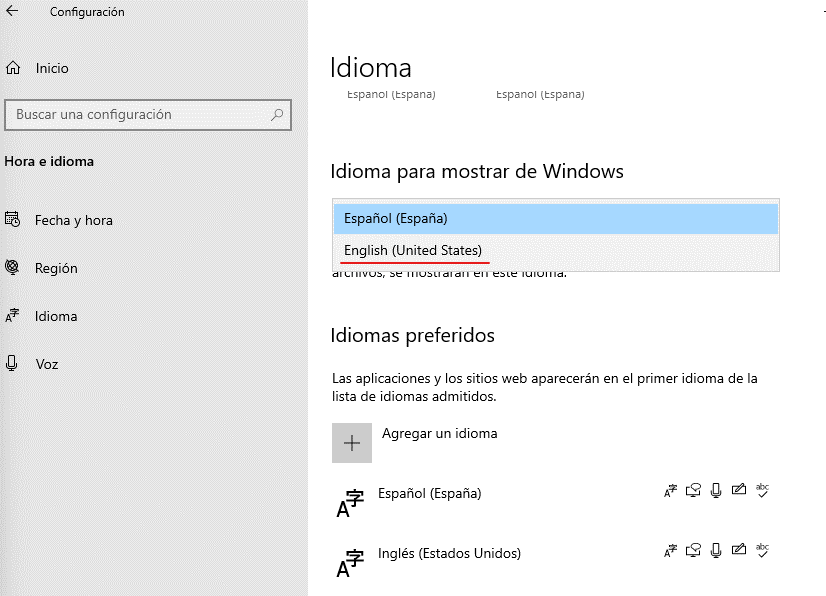 Configuración
Inicio
Buscar una configuración
Hora e idioma
Fecha y hora
Región
Idioma
Voz
Idioma
Español (España) Español (España)
Idioma para mostrar de Windows
Español (España)
English (United States)
archivos, se mostrarán en este idioma.
Idiomas preferidos
Las aplicaciones y los sitios web aparecerán en el primer idioma de la
lista de idiomas admitidos.
Agregar un idioma
Español (España)
Inglés (Estados Unidos)